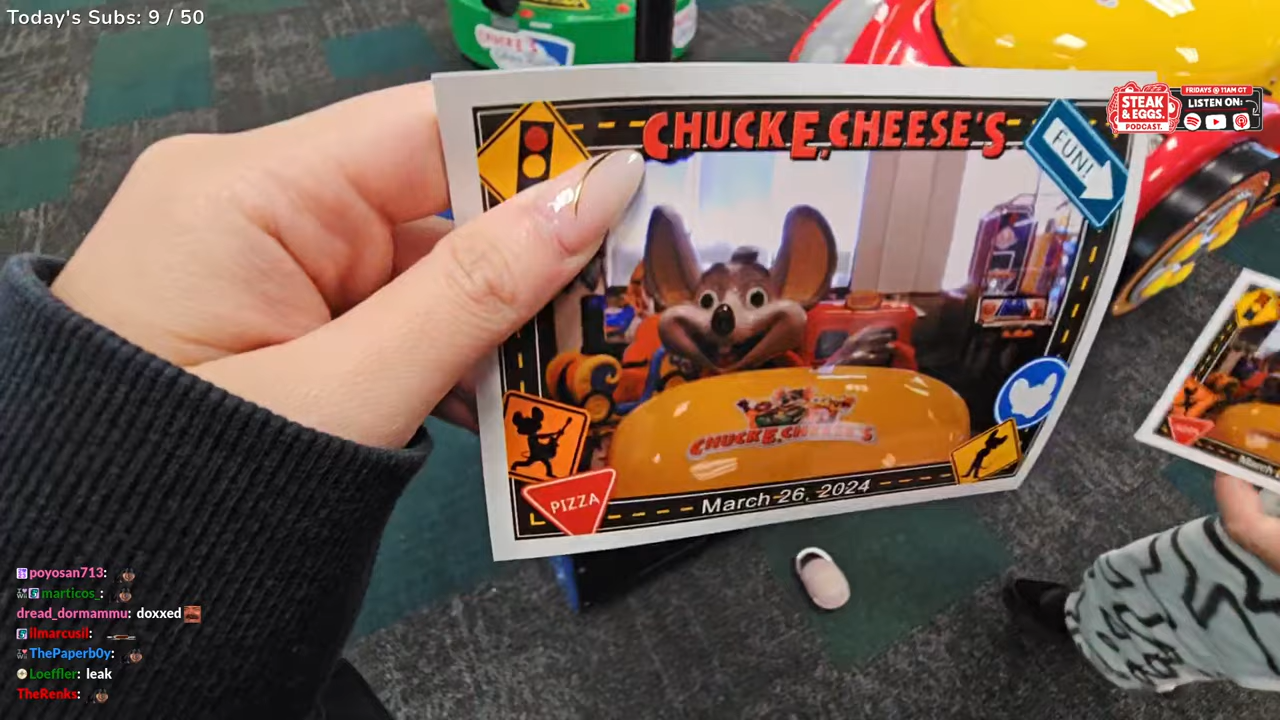 Today's Subs: 9 / 50
CHUCK E. CHEESE'S
FUN!
FRIDAYS @ 11AM CT
STEAK
& EGGS.
PODCAST.
LISTEN ON:
CHUCK E. CHEESE'S
PIZZA
March 26, 2024
poyosan713:
marticos_:
dread_dormammu: doxxed
ilmarcusil:
ThePaperb0y:
Loeffler: leak
TheRenks: